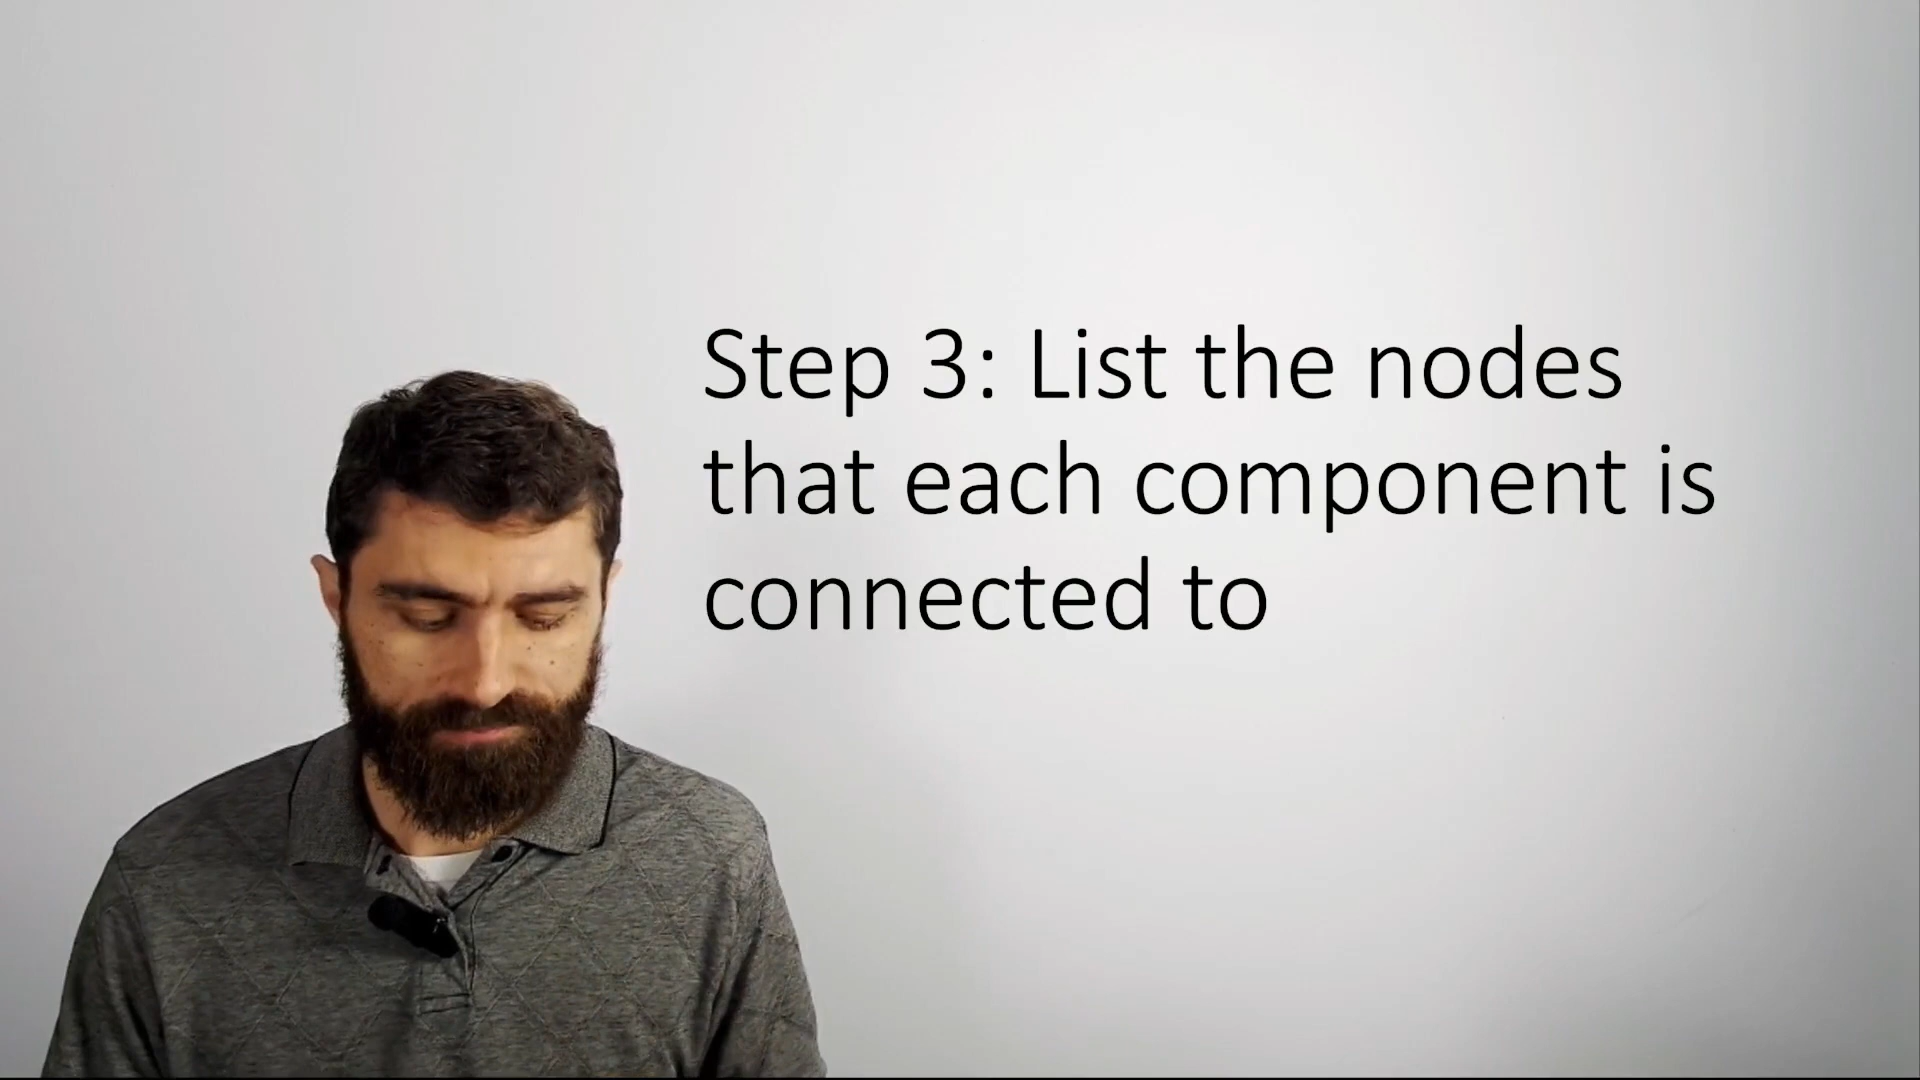 Step 3: List the nodes
that each component is
connected to